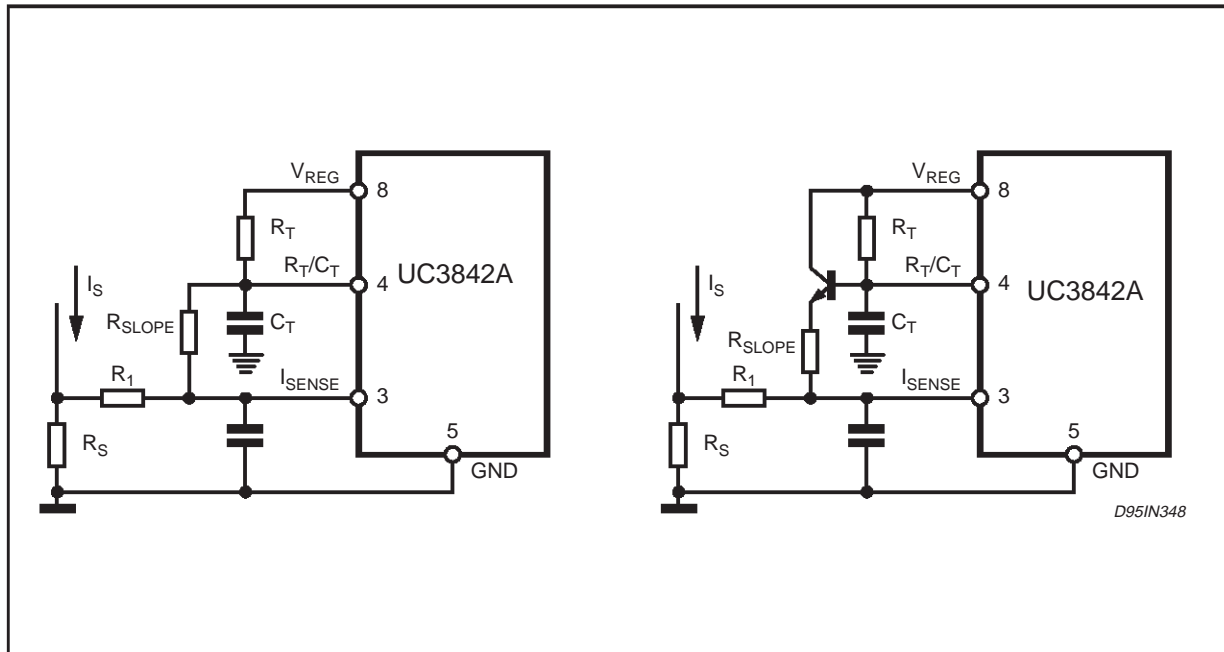 V_REG
8
R_T
R_T/C_T
4
UC3842A
I_S
R_SLOPE
C_T
R_1
I_SENSE
3
R_S
5
GND
V_REG
8
R_T
R_T/C_T
4
UC3842A
I_S
R_SLOPE
C_T
R_1
I_SENSE
3
R_S
5
GND
D95IN348